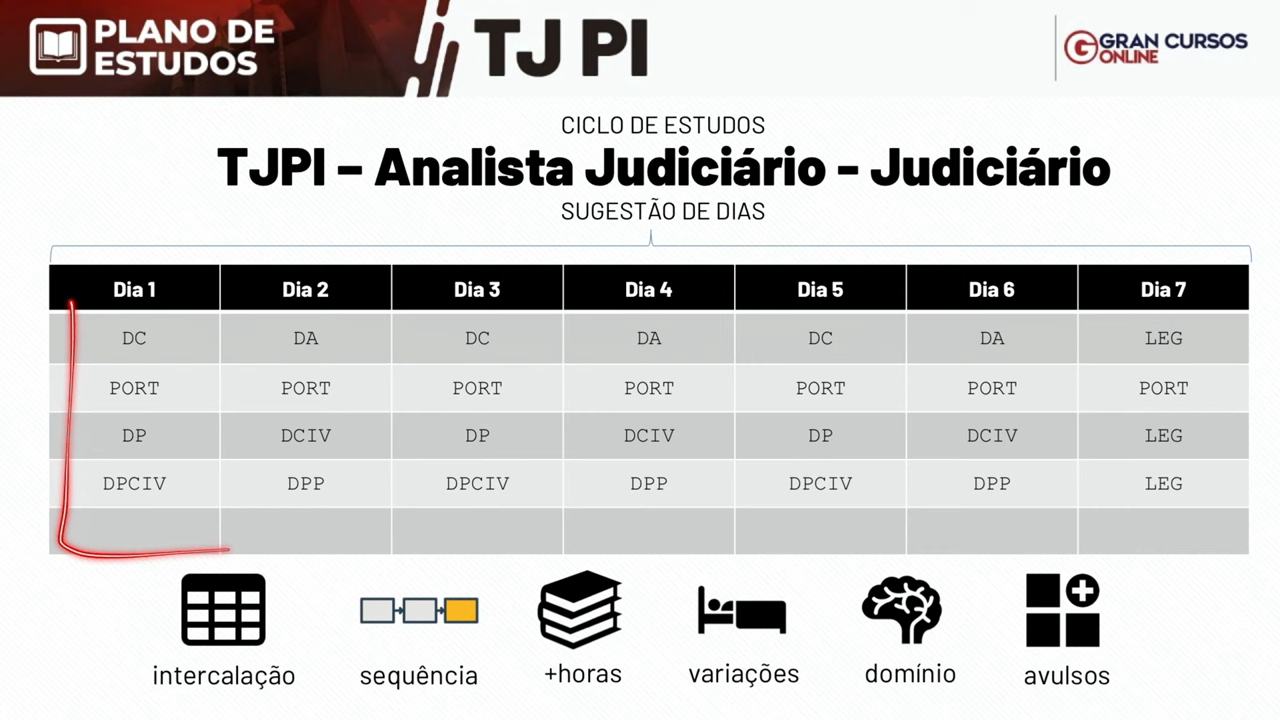 PLANO DE
ESTUDOS
TJ PI
GRAN CURSOS
ONLINE
CICLO DE ESTUDOS
TJPI – Analista Judiciário - Judiciário
SUGESTÃO DE DIAS
Dia 1 Dia 2 Dia 3 Dia 4 Dia 5 Dia 6 Dia 7
DC DA DC DA DC DA LEG
PORT PORT PORT PORT PORT PORT PORT
DP DCIV DP DCIV DP DCIV LEG
DPCIV DPP DPCIV DPP DPCIV DPP LEG
intercalação sequência +horas variações domínio avulsos